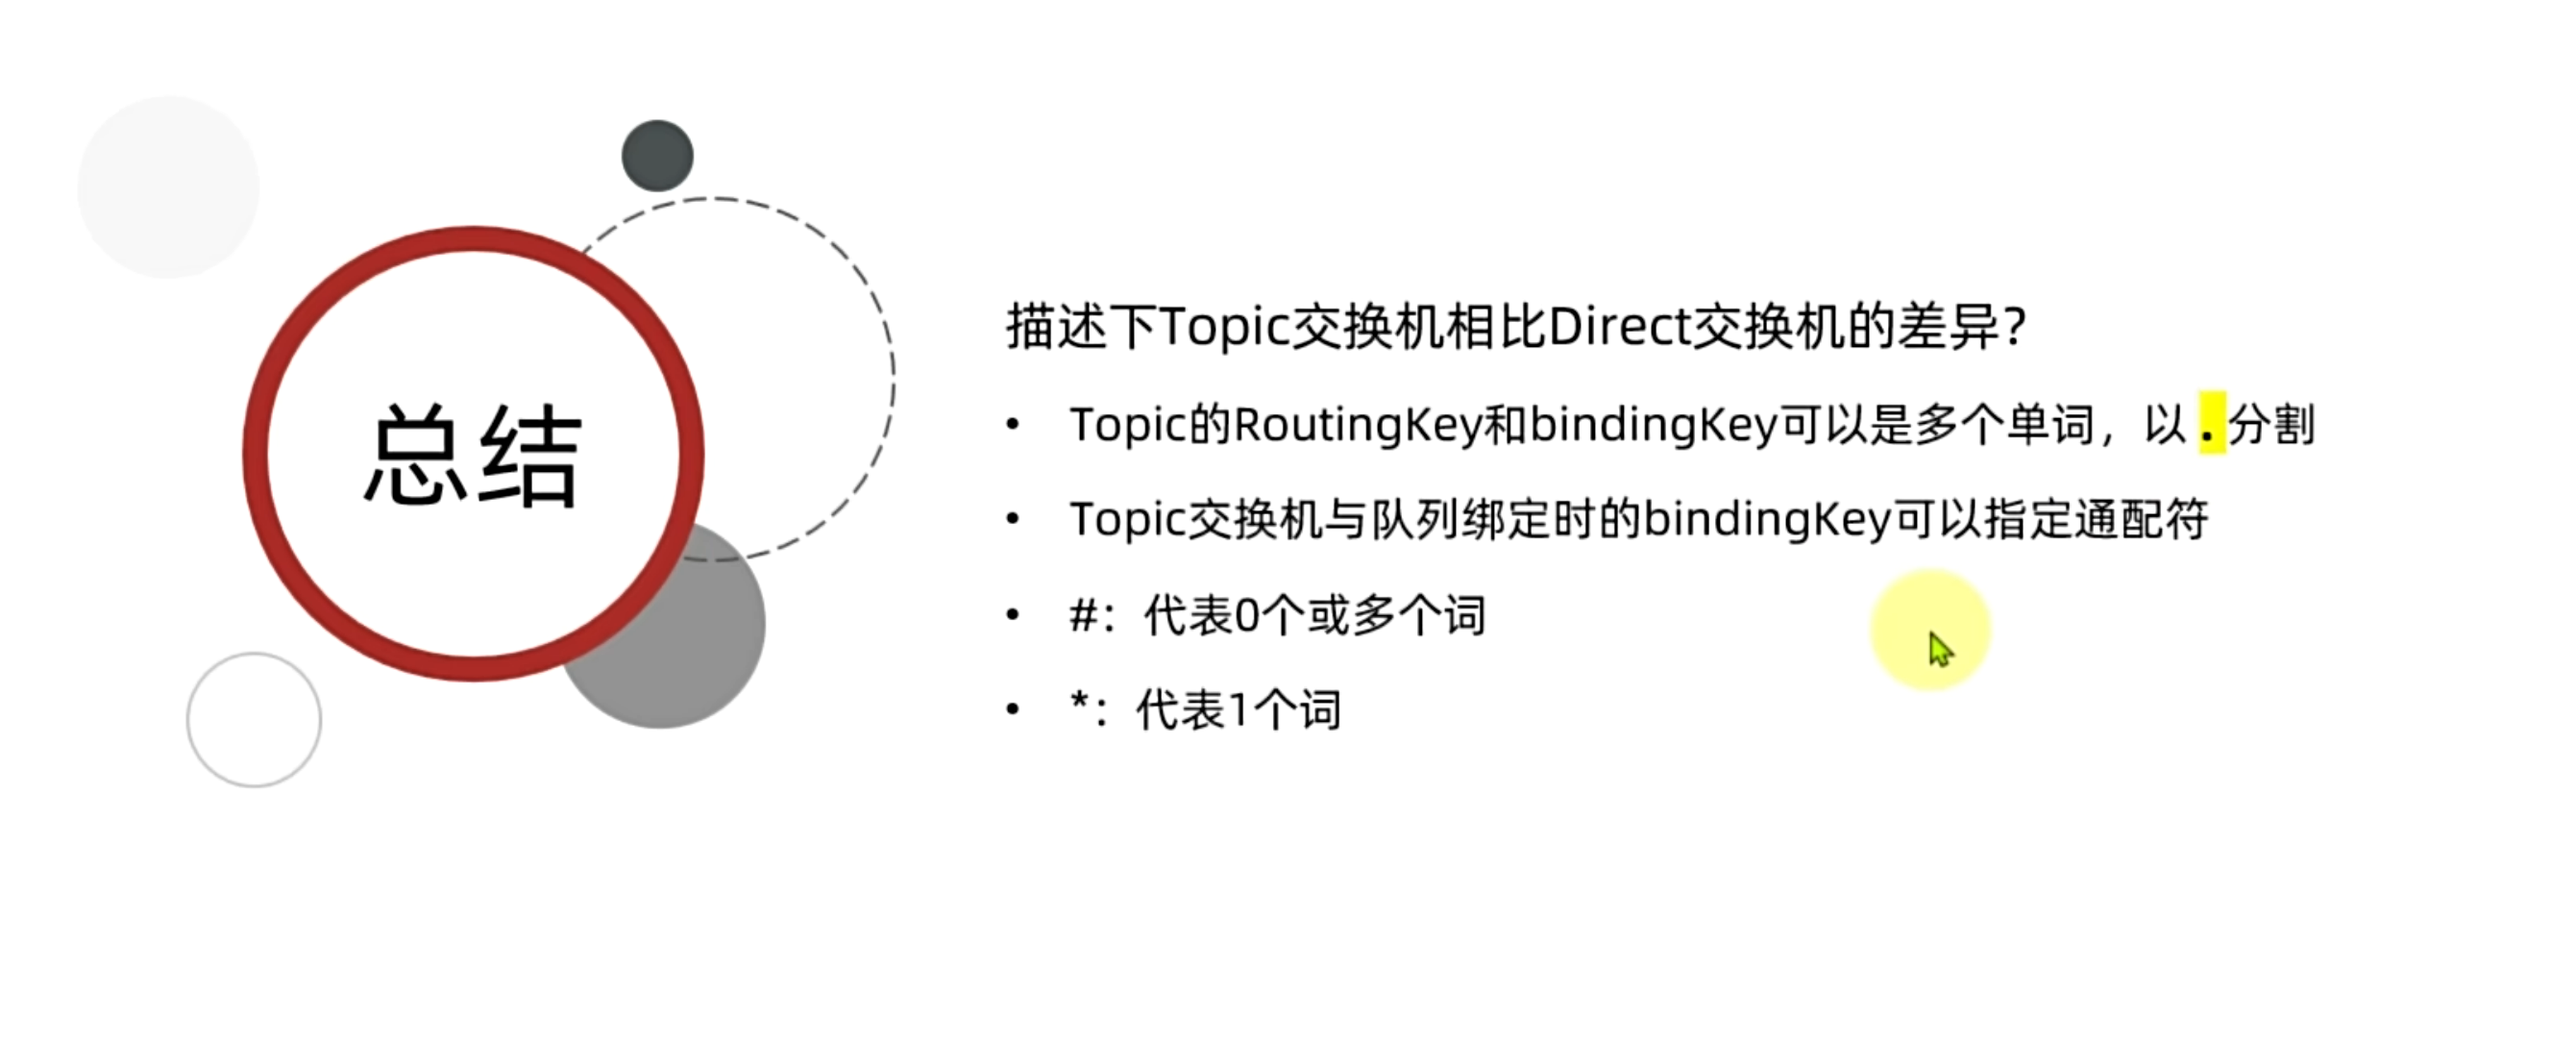 总结
描述下Topic交换机相比Direct交换机的差异?
• Topic的RoutingKey和bindingKey可以是多个单词，以 . 分割
• Topic交换机与队列绑定时的bindingKey可以指定通配符
• #：代表0个或多个词
• *：代表1个词